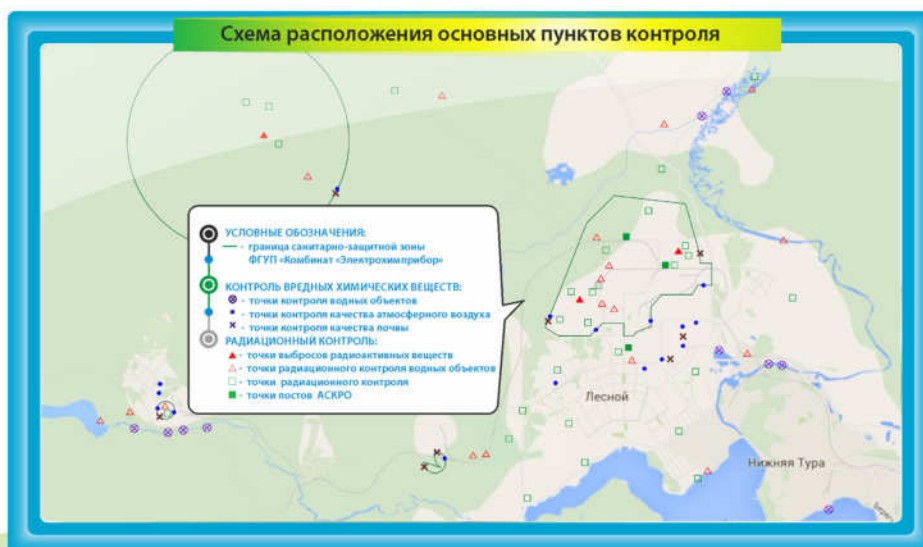 Схема расположения основных пунктов контроля
УСЛОВНЫЕ ОБОЗНАЧЕНИЯ:
- граница санитарно-защитной зоны
ФГУП «Комбинат «Электрохимприбор»
КОНТРОЛЬ ВРЕДНЫХ ХИМИЧЕСКИХ ВЕЩЕСТВ:
- точки контроля водных объектов
- точки контроля качества атмосферного воздуха
- точки контроля качества почвы
РАДИАЦИОННЫЙ КОНТРОЛЬ:
- точки выбросов радиоактивных веществ
- точки радиационного контроля водных объектов
- точки радиационного контроля
- точки постов АСКРО
Лесной
Нижняя Тура